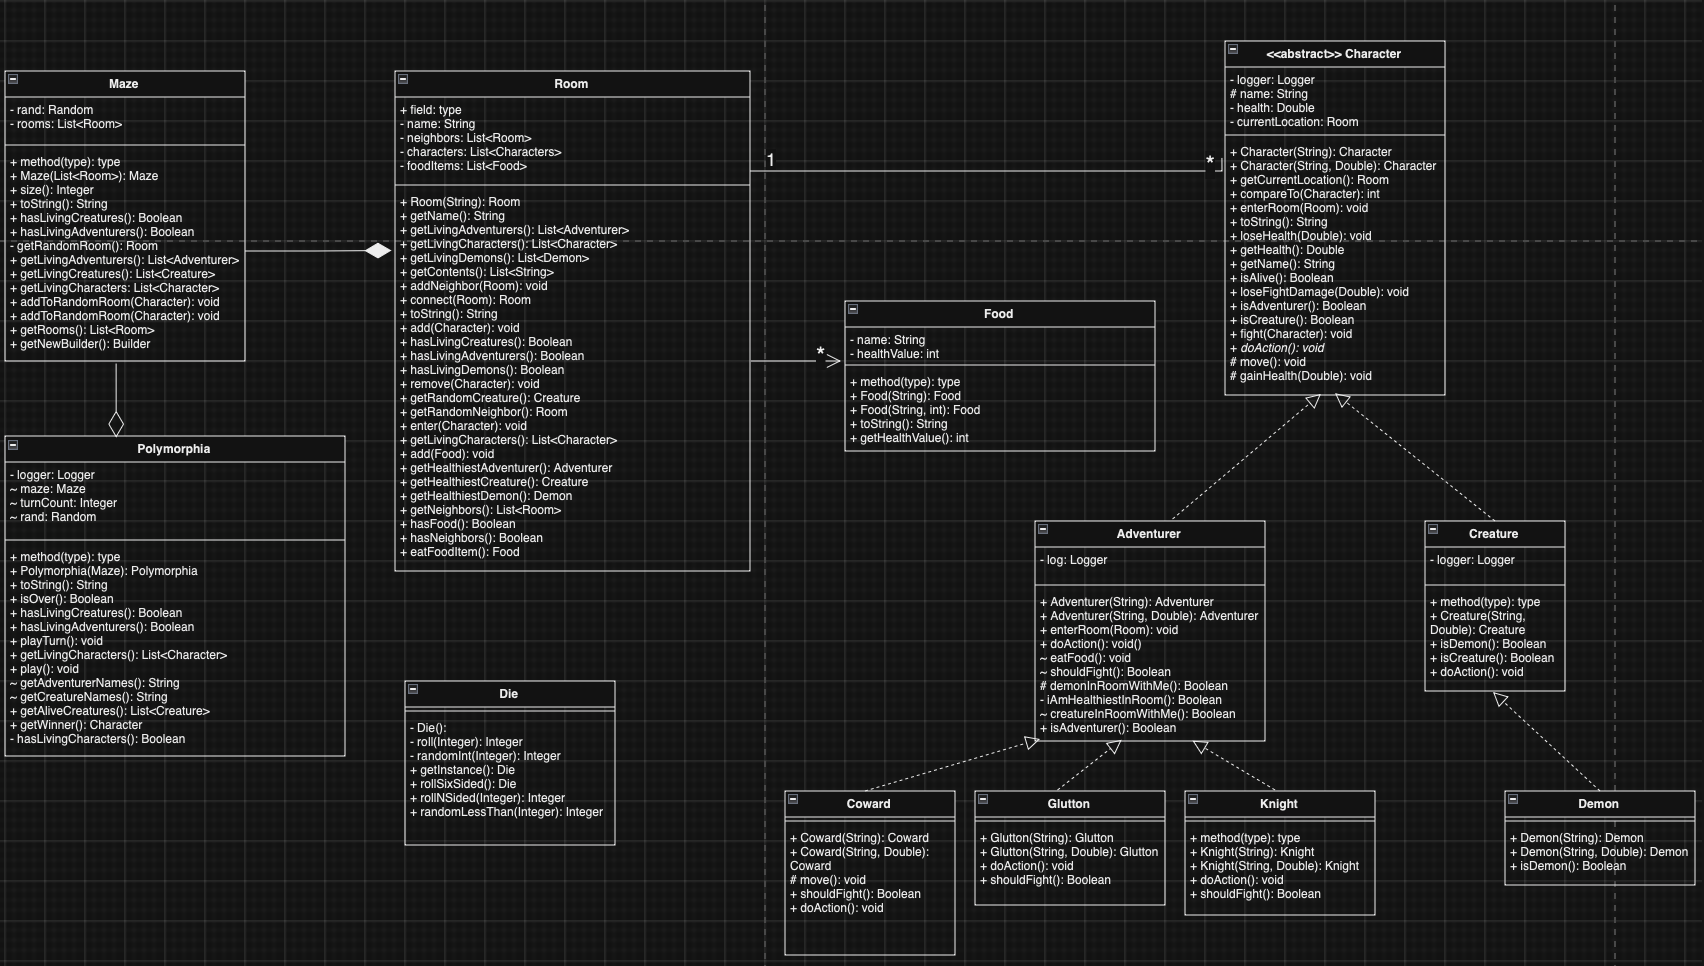 Maze
- rand: Random
- rooms: List<Room>
+ method(type): type
+ Maze(List<Room>): Maze
+ size(): Integer
+ toString(): String
+ hasLivingCreatures(): Boolean
+ hasLivingAdventurers(): Boolean
- getRandomRoom(): Room
+ getLivingAdventurers(): List<Adventurer>
+ getLivingCreatures(): List<Creature>
+ getLivingCharacters: List<Character>
+ addToRandomRoom(Character): void
+ addToRandomRoom(Character): void
+ getRooms(): List<Room>
+ getNewBuilder(): Builder
Polymorphia
- logger: Logger
~ maze: Maze
~ turnCount: Integer
~ rand: Random
+ method(type): type
+ Polymorphia(Maze): Polymorphia
+ toString(): String
+ isOver(): Boolean
+ hasLivingCreatures(): Boolean
+ hasLivingAdventurers(): Boolean
+ playTurn(): void
+ getLivingCharacters(): List<Character>
+ play(): void
~ getAdventurerNames(): String
~ getCreatureNames(): String
+ getAliveCreatures(): List<Creature>
+ getWinner(): Character
- hasLivingCharacters(): Boolean
Room
+ field: type
- name: String
- neighbors: List<Room>
- characters: List<Characters>
- foodItems: List<Food>
+ Room(String): Room
+ getName(): String
+ getLivingAdventurers(): List<Adventurer>
+ getLivingCharacters(): List<Character>
+ getLivingDemons(): List<Demon>
+ getContents(): List<String>
+ addNeighbor(Room): void
+ connect(Room): Room
+ toString(): String
+ add(Character): void
+ hasLivingCreatures(): Boolean
+ hasLivingAdventurers(): Boolean
+ hasLivingDemons(): Boolean
+ remove(Character): void
+ getRandomCreature(): Creature
+ getRandomNeighbor(): Room
+ enter(Character): void
+ getLivingCharacters(): List<Character>
+ add(Food): void
+ getHealthiestAdventurer(): Adventurer
+ getHealthiestCreature(): Creature
+ getHealthiestDemon(): Demon
+ getNeighbors(): List<Room>
+ hasFood(): Boolean
+ hasNeighbors(): Boolean
+ eatFoodItem(): Food
1
*
*
Food
- name: String
- healthValue: int
+ method(type): type
+ Food(String): Food
+ Food(String, int): Food
+ toString(): String
+ getHealthValue(): int
Die
- Die():
- roll(Integer): Integer
- randomInt(Integer): Integer
+ getInstance(): Die
+ rollSixSided(): Die
+ rollNSided(Integer): Integer
+ randomLessThan(Integer): Integer
<<abstract>> Character
- logger: Logger
# name: String
- health: Double
- currentLocation: Room
+ Character(String): Character
+ Character(String, Double): Character
+ getCurrentLocation(): Room
+ compareTo(Character): int
+ enterRoom(Room): void
+ toString(): String
+ loseHealth(Double): void
+ getHealth(): Double
+ getName(): String
+ isAlive(): Boolean
+ loseFightDamage(Double): void
+ isAdventurer(): Boolean
+ isCreature(): Boolean
+ fight(Character): void
+ doAction(): void
# move(): void
# gainHealth(Double): void
Adventurer
- log: Logger
+ Adventurer(String): Adventurer
+ Adventurer(String, Double): Adventurer
+ enterRoom(Room): void
+ doAction(): void()
~ eatFood(): void
~ shouldFight(): Boolean
# demonInRoomWithMe(): Boolean
- iAmHealthiestInRoom(): Boolean
~ creatureInRoomWithMe(): Boolean
+ isAdventurer(): Boolean
Creature
- logger: Logger
+ method(type): type
+ Creature(String,
Double): Creature
+ isDemon(): Boolean
+ isCreature(): Boolean
+ doAction(): void
Coward
+ Coward(String): Coward
+ Coward(String, Double):
Coward
# move(): void
+ shouldFight(): Boolean
+ doAction(): void
Glutton
+ Glutton(String): Glutton
+ Glutton(String, Double): Glutton
+ doAction(): void
+ shouldFight(): Boolean
Knight
+ method(type): type
+ Knight(String): Knight
+ Knight(String, Double): Knight
+ doAction(): void
+ shouldFight(): Boolean
Demon
+ Demon(String): Demon
+ Demon(String, Double): Demon
+ isDemon(): Boolean